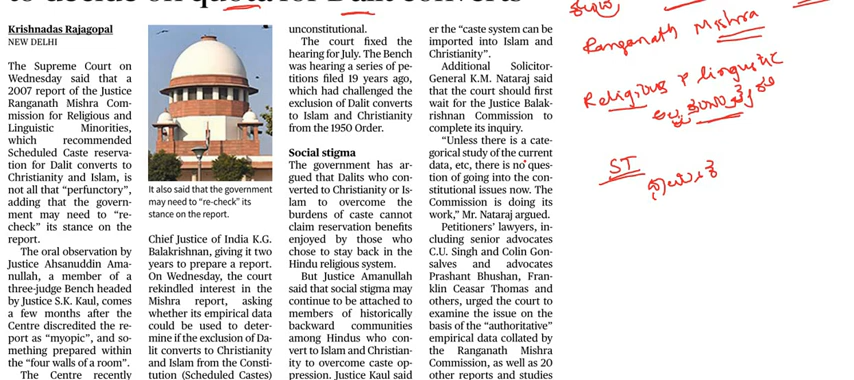 to decide on quota for Dalit converts
Krishnadas Rajagopal
NEW DELHI
The Supreme Court on
Wednesday said that a
2007 report of the Justice
Ranganath Mishra Com-
mission for Religious and
Linguistic Minorities,
which recommended
Scheduled Caste reserva-
tion for Dalit converts to
Christianity and Islam, is
not all that “perfunctory”,
adding that the govern-
ment may need to “re-
check” its stance on the
report.
The oral observation by
Justice Ahsanuddin Ama-
nullah, a member of a
three-judge Bench headed
by Justice S.K. Kaul, comes
a few months after the
Centre discredited the re-
port as “myopic”, and so-
mething prepared within
the “four walls of a room”.
The Centre recently
It also said that the government
may need to “re-check” its
stance on the report.
Chief Justice of India K.G.
Balakrishnan, giving it two
years to prepare a report.
On Wednesday, the court
rekindled interest in the
Mishra report, asking
whether its empirical data
could be used to deter-
mine if the exclusion of Da-
lit converts to Christianity
and Islam from the Consti-
tution (Scheduled Castes)
unconstitutional.
The court fixed the
hearing for July. The Bench
was hearing a series of pe-
titions filed 19 years ago,
which had challenged the
exclusion of Dalit converts
to Islam and Christianity
from the 1950 Order.
Social stigma
The government has ar-
gued that Dalits who con-
verted to Christianity or Is-
lam to overcome the
burdens of caste cannot
claim reservation benefits
enjoyed by those who
chose to stay back in the
Hindu religious system.
But Justice Amanullah
said that social stigma may
continue to be attached to
members of historically
backward communities
among Hindus who con-
vert to Islam and Christian-
ity to overcome caste op-
pression. Justice Kaul said
er the “caste system can be
imported into Islam and
Christianity”.
Additional Solicitor-
General K.M. Nataraj said
that the court should first
wait for the Justice Balak-
rishnan Commission to
complete its inquiry.
“Unless there is a cate-
gorical study of the current
data, etc, there is no ques-
tion of going into the con-
stitutional issues now. The
Commission is doing its
work,” Mr. Nataraj argued.
Petitioners’ lawyers, in-
cluding senior advocates
C.U. Singh and Colin Gon-
salves and advocates
Prashant Bhushan, Fran-
klin Ceasar Thomas and
others, urged the court to
examine the issue on the
basis of the “authoritative”
empirical data collated by
the Ranganath Mishra
Commission, as well as 20
other reports and studies
Ranganath Mishra
Religious & linguistic
ST